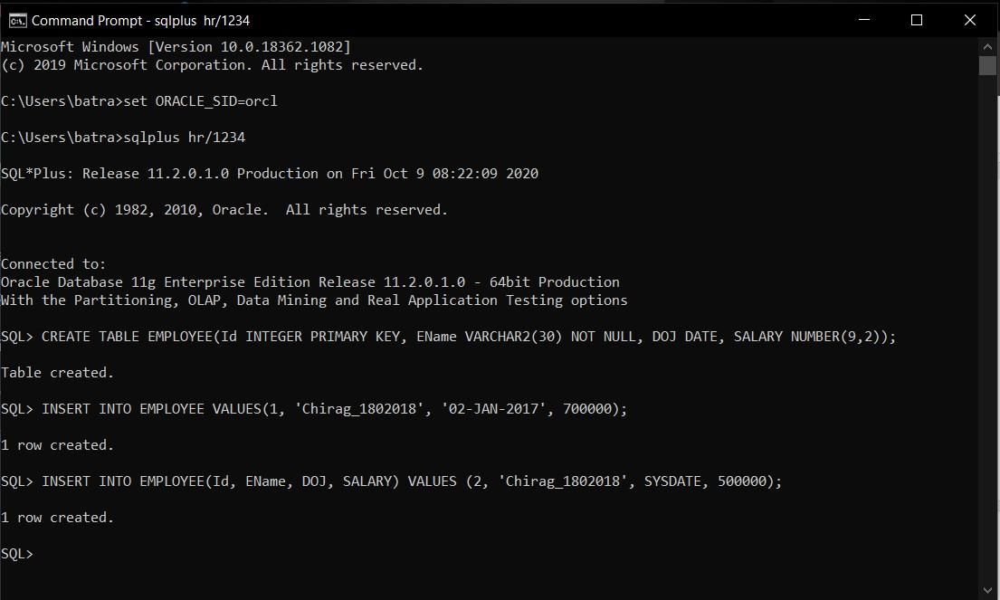 Command Prompt - sqlplus  hr/1234
Microsoft Windows [Version 10.0.18362.1082]
(c) 2019 Microsoft Corporation. All rights reserved.
C:\Users\batra>set ORACLE_SID=orcl
C:\Users\batra>sqlplus hr/1234
SQL*Plus: Release 11.2.0.1.0 Production on Fri Oct 9 08:22:09 2020
Copyright (c) 1982, 2010, Oracle.  All rights reserved.
Connected to:
Oracle Database 11g Enterprise Edition Release 11.2.0.1.0 - 64bit Production
With the Partitioning, OLAP, Data Mining and Real Application Testing options
SQL> CREATE TABLE EMPLOYEE(Id INTEGER PRIMARY KEY, EName VARCHAR2(30) NOT NULL, DOJ DATE, SALARY NUMBER(9,2));
Table created.
SQL> INSERT INTO EMPLOYEE VALUES(1, 'Chirag_1802018', '02-JAN-2017', 700000);
1 row created.
SQL> INSERT INTO EMPLOYEE(Id, EName, DOJ, SALARY) VALUES (2, 'Chirag_1802018', SYSDATE, 500000);
1 row created.
SQL>